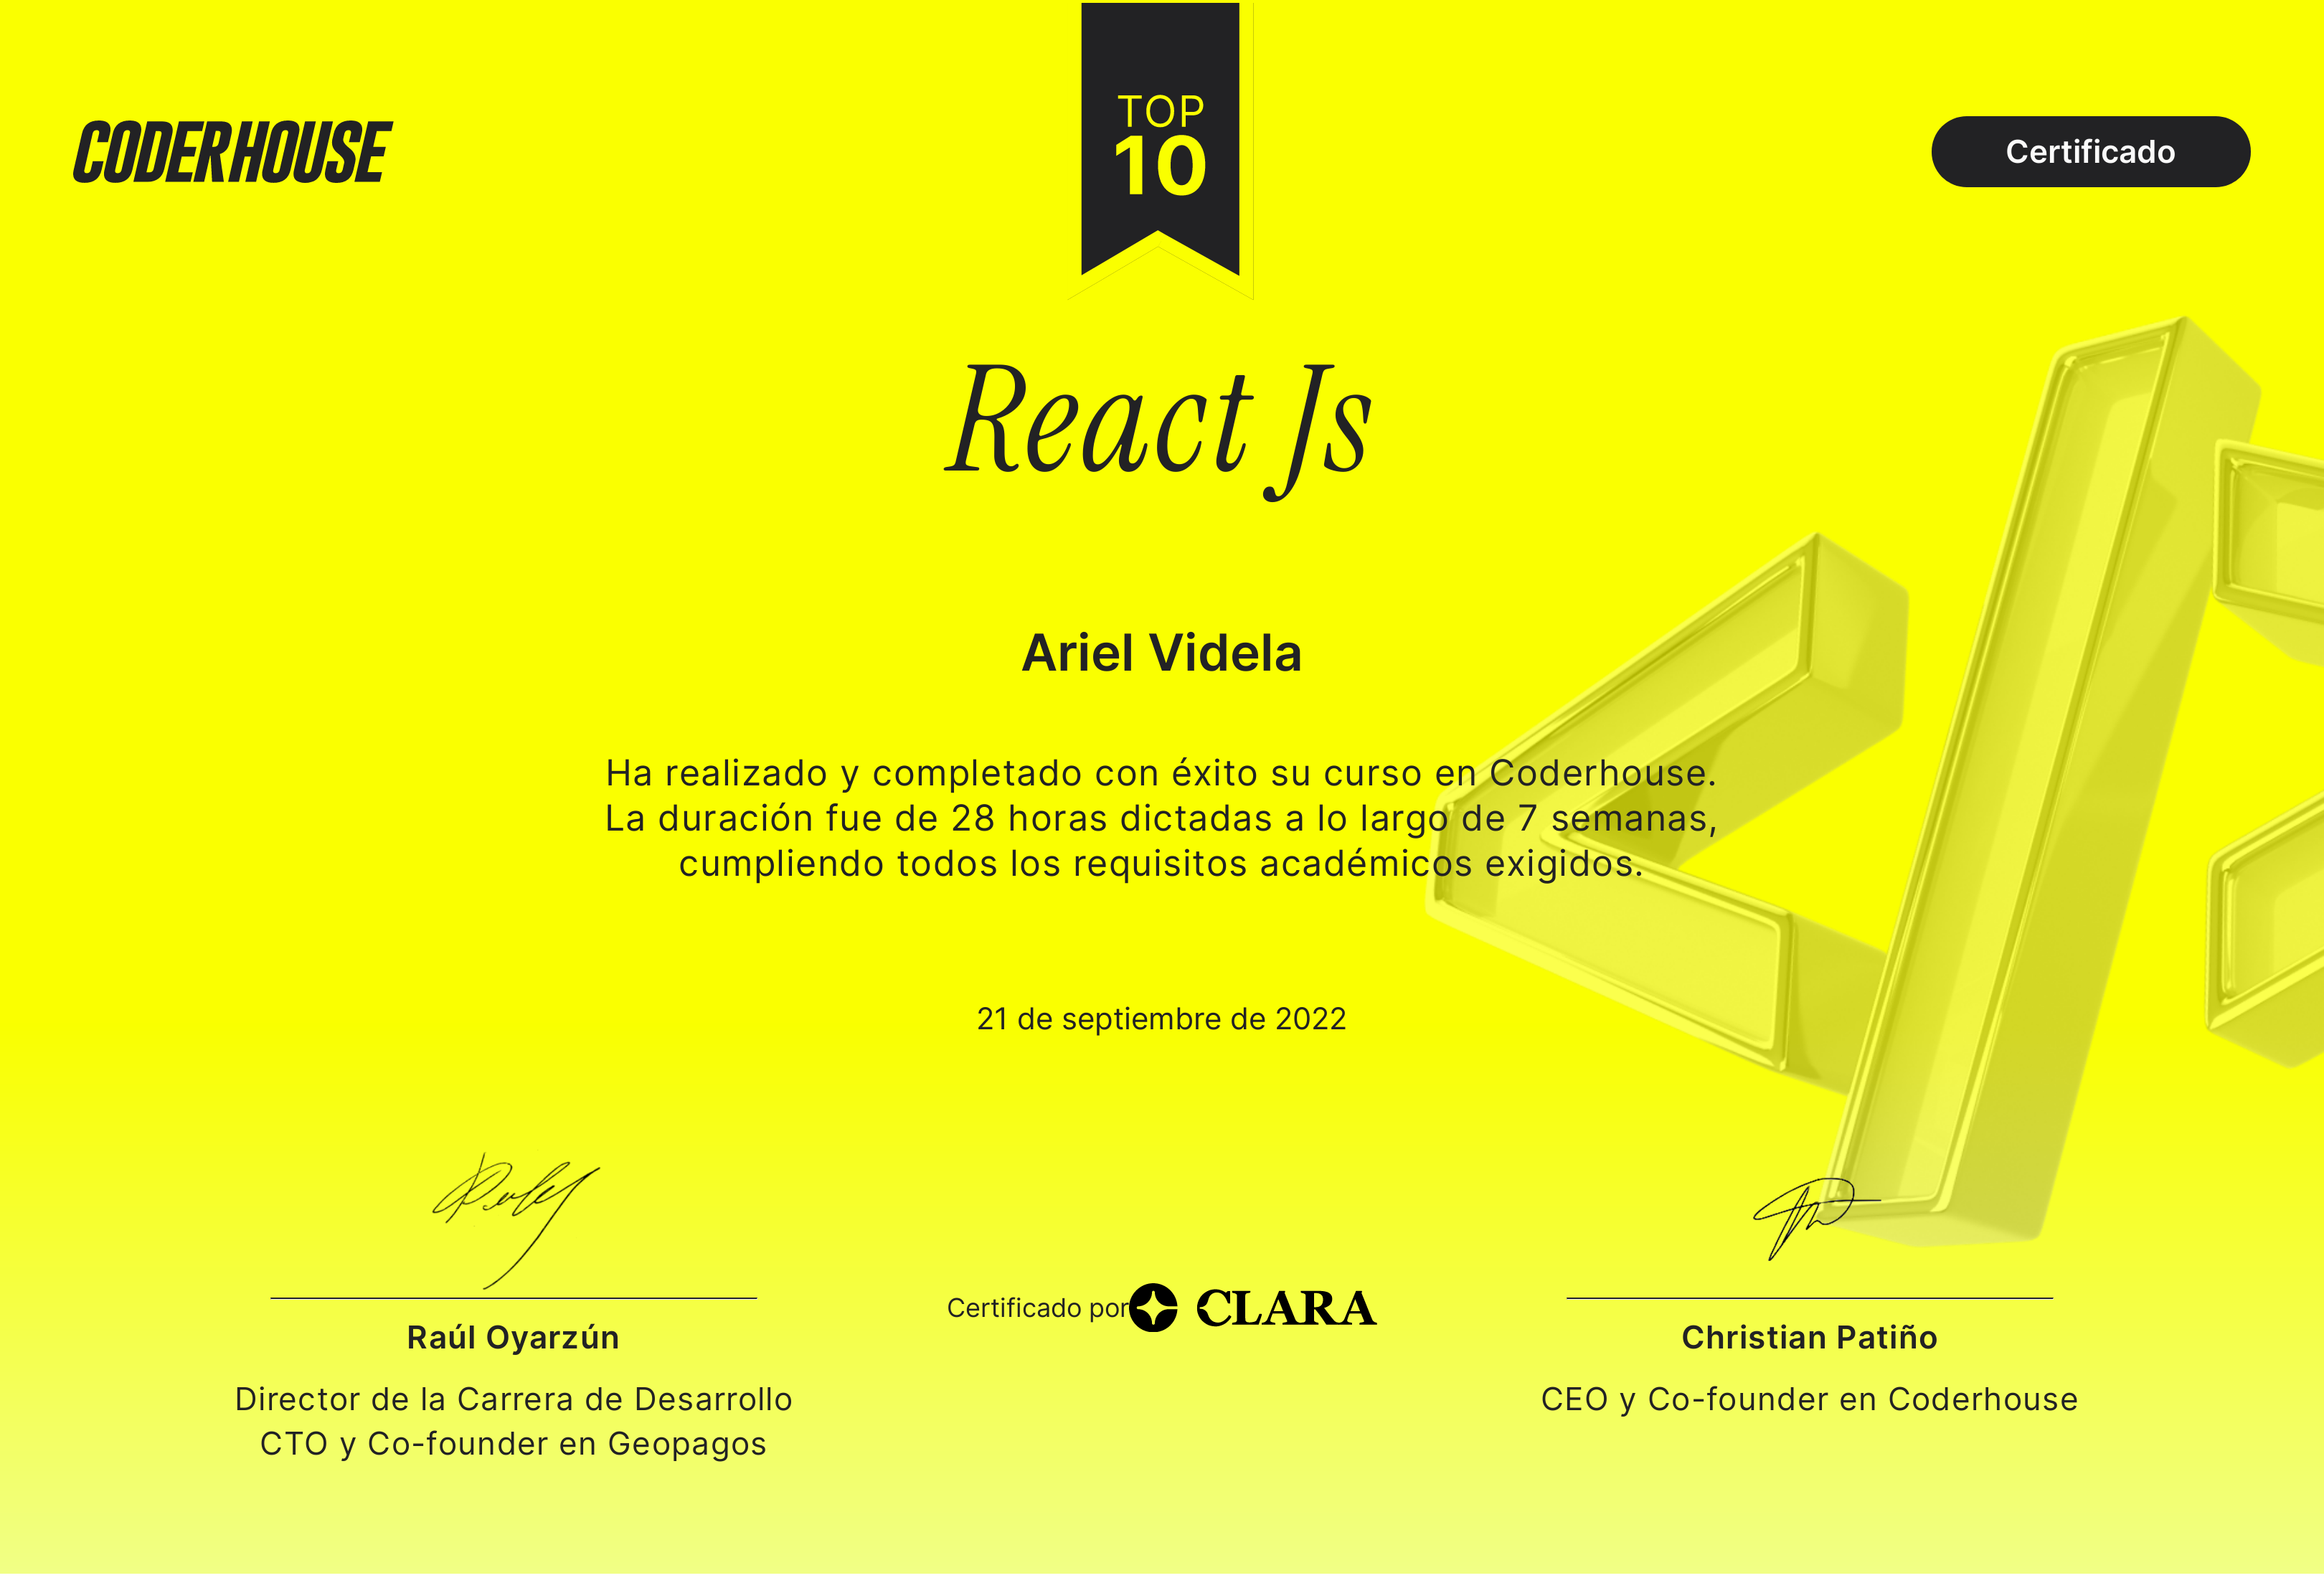 CODERHOUSE
TOP
10
Certificado
React Js
Ariel Videla
Ha realizado y completado con éxito su curso en Coderhouse.
La duración fue de 28 horas dictadas a lo largo de 7 semanas,
cumpliendo todos los requisitos académicos exigidos.
21 de septiembre de 2022
Raúl Oyarzún
Director de la Carrera de Desarrollo
CTO y Co-founder en Geopagos
Certificado por CLARA
Christian Patiño
CEO y Co-founder en Coderhouse